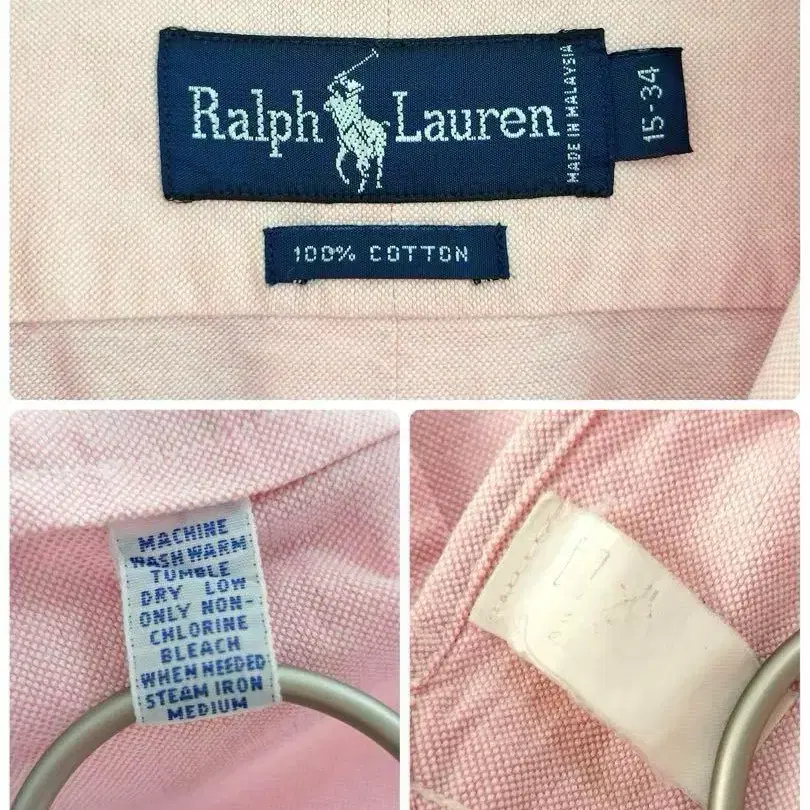 Ralph Lauren
MADE IN MALAYSIA
15-34
100% COTTON
MACHINE
WASH WARM
TUMBLE
DRY LOW
ONLY NON-
CHLORINE
BLEACH
WHEN NEEDED
STEAM IRON
MEDIUM